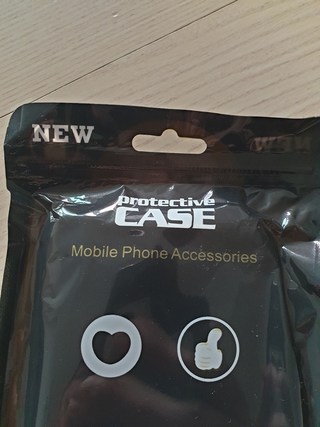 NEW
protective
CASE
Mobile Phone Accessories